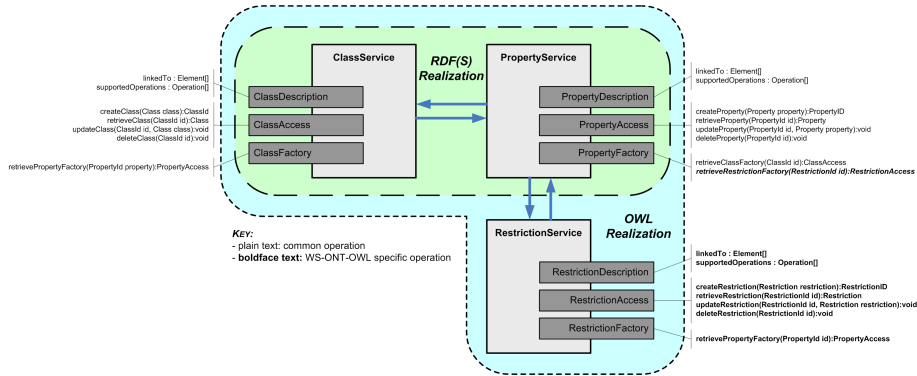 ClassService
RDF(S)
Realization
PropertyService
linkedTo : Element[]
supportedOperations : Operation[]
ClassDescription
createClass(Class class):ClassId
retrieveClass(ClassId id):Class
updateClass(ClassId id, Class class):void
deleteClass(ClassId id):void
ClassAccess
retrievePropertyFactory(PropertyId property):PropertyAccess
ClassFactory
PropertyDescription
linkedTo : Element[]
supportedOperations : Operation[]
PropertyAccess
createProperty(Property property):PropertyID
retrieveProperty(PropertyId id):Property
updateProperty(PropertyId id, Property property):void
deleteProperty(PropertyId id):void
PropertyFactory
retrieveClassFactory(ClassId id):ClassAccess
retrieveRestrictionFactory(RestrictionId id):RestrictionAccess
OWL
Realization
KEY:
- plain text: common operation
- boldface text: WS-ONT-OWL specific operation
RestrictionService
RestrictionDescription
linkedTo : Element[]
supportedOperations : Operation[]
RestrictionAccess
createRestriction(Restriction restriction):RestrictionID
retrieveRestriction(RestrictionId id):Restriction
updateRestriction(RestrictionId id, Restriction restriction):void
deleteRestriction(RestrictionId id):void
RestrictionFactory
retrievePropertyFactory(PropertyId id):PropertyAccess